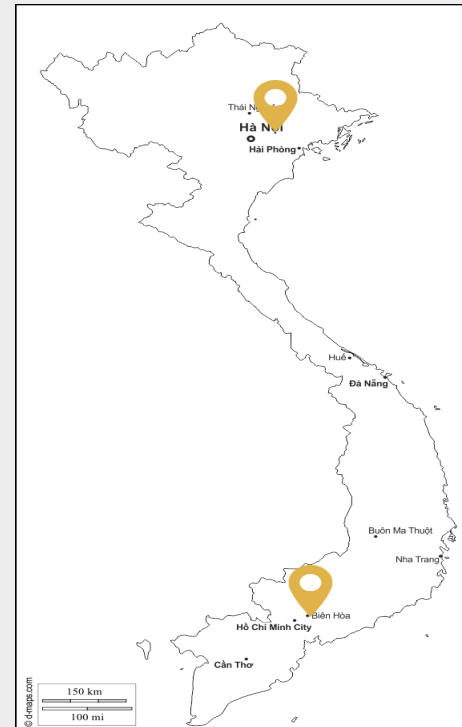 Thái
Hà Nội
Hải Phòng
Huế
Đà Nẵng
Buôn Ma Thuột
Nha Trang
Biên Hòa
Hồ Chí Minh City
Cần Thơ
150 km
100 mi
© d-maps.com